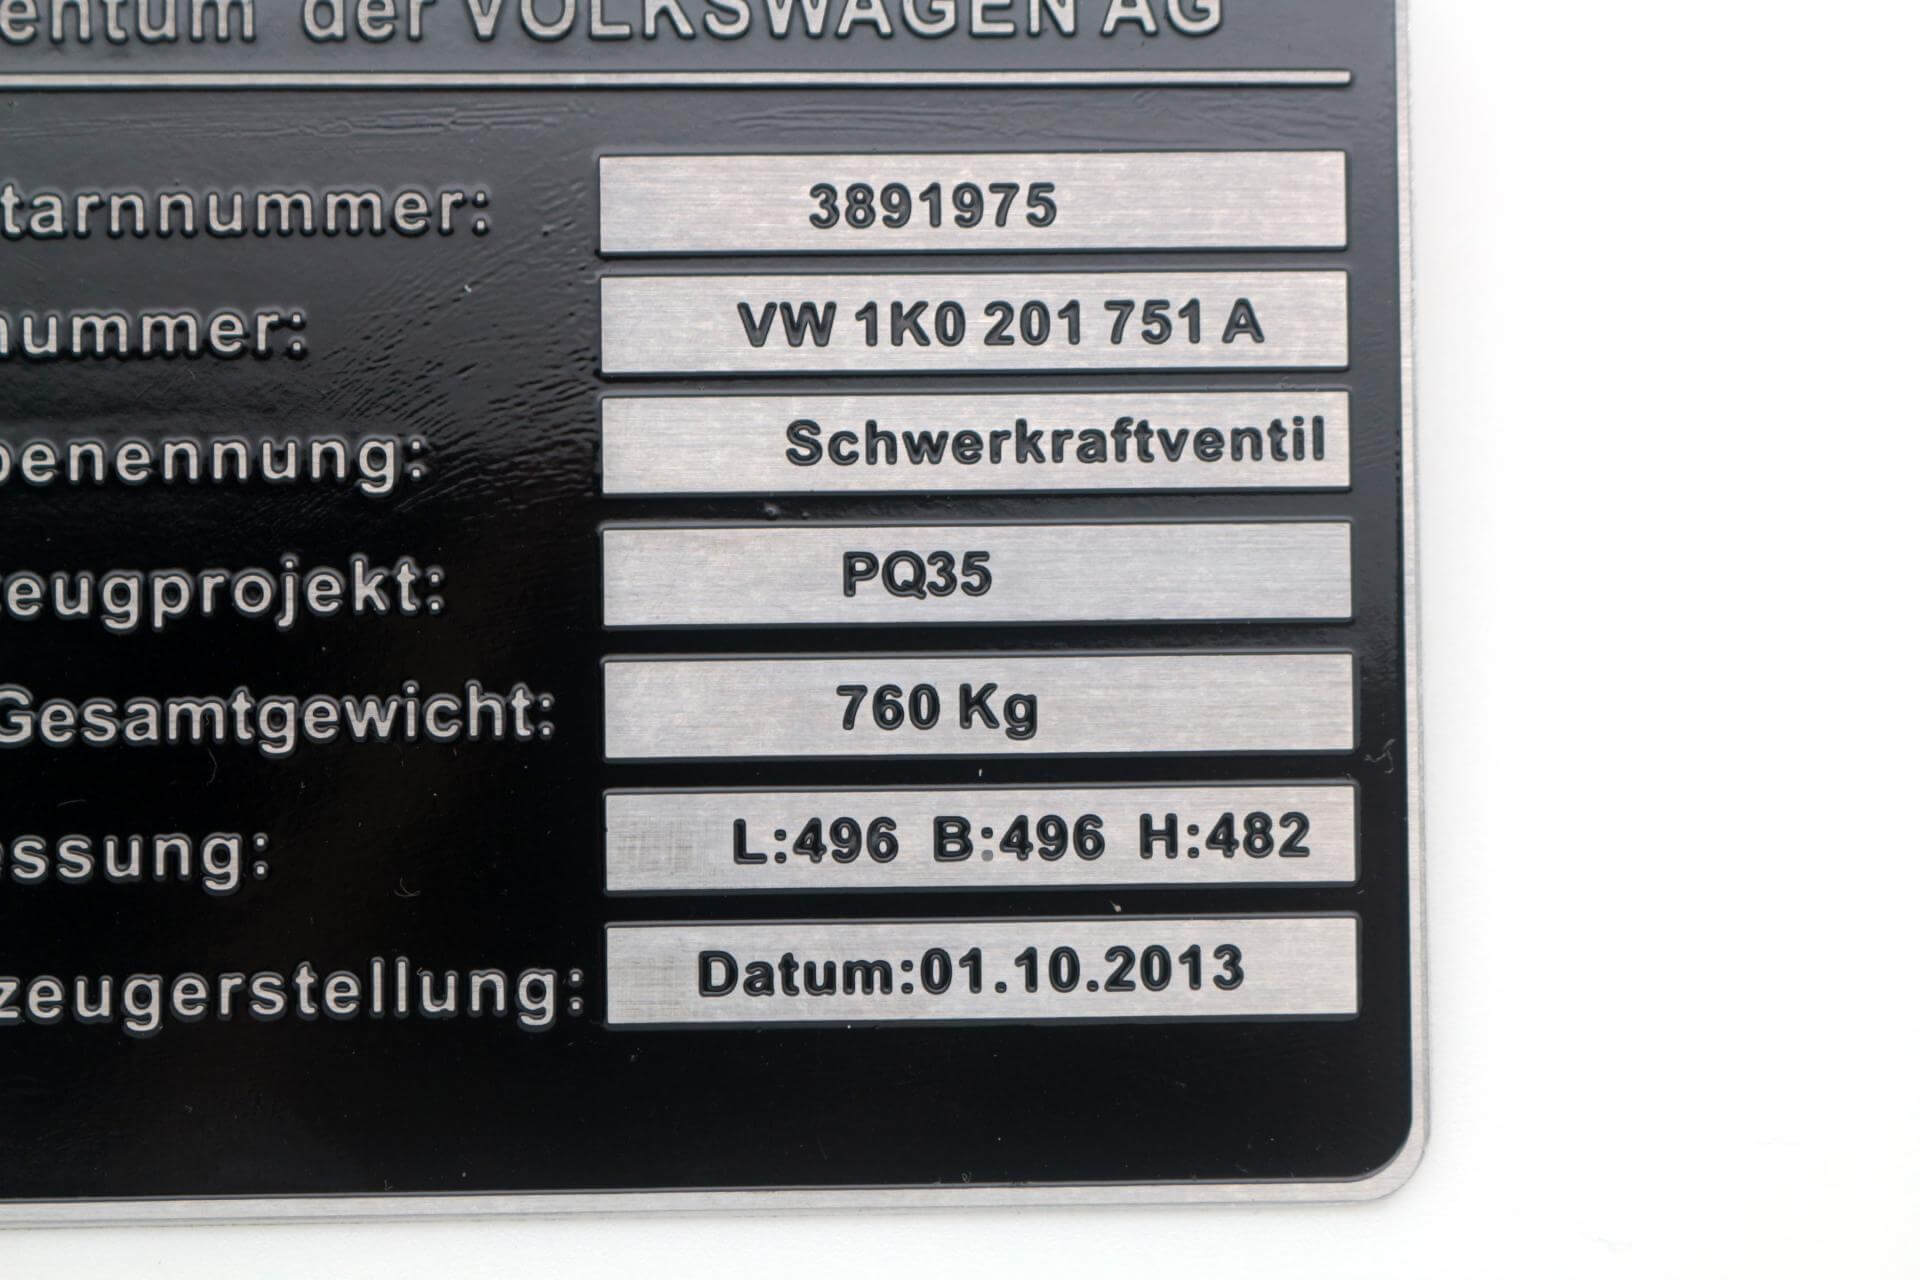 entum der VOLKSWAGEN AG
tarnnummer: 3891975
nummer: VW 1K0 201 751 A
benennung: Schwerkraftventil
zeugprojekt: PQ35
Gesamtgewicht: 760 Kg
essung: L:496 B:496 H:482
zeugerstellung: Datum:01.10.2013